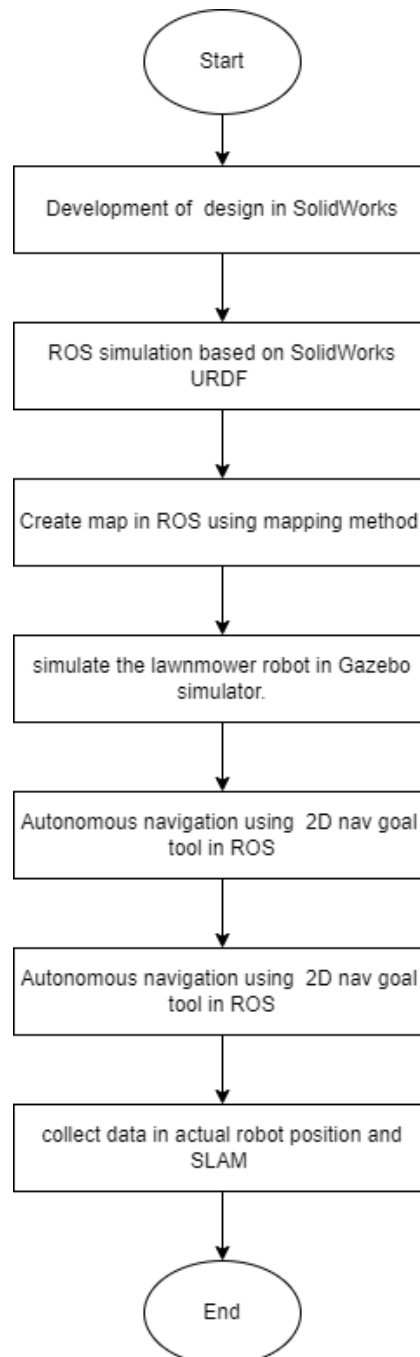 Start
Development of design in SolidWorks
ROS simulation based on SolidWorks
URDF
Create map in ROS using mapping method
simulate the lawnmower robot in Gazebo
simulator.
Autonomous navigation using 2D nav goal
tool in ROS
Autonomous navigation using 2D nav goal
tool in ROS
collect data in actual robot position and
SLAM
End